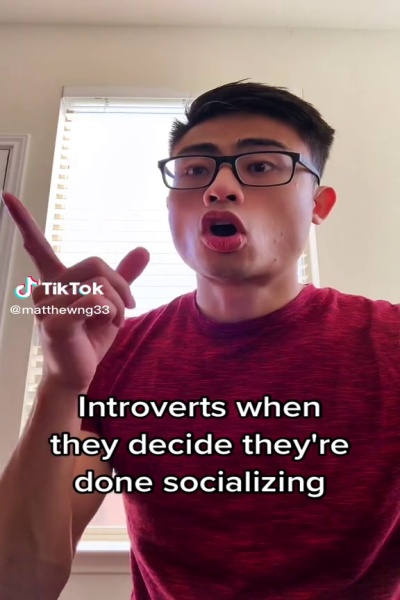 TikTok
@matthewng33
Introverts when
they decide they're
done socializing